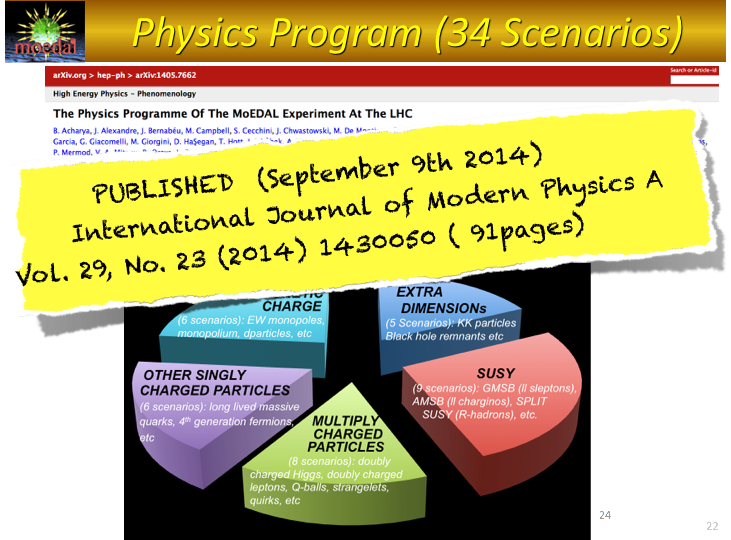 moedal
Physics Program (34 Scenarios)
arXiv.org > hep-ph > arXiv:1405.7662
Search or Article-id
High Energy Physics – Phenomenology
The Physics Programme Of The MoEDAL Experiment At The LHC
B. Acharya, J. Alexandre, J. Bernabéu, M. Campbell, S. Cecchini, J. Chwastowski, M. De
Garcia, G. Giacomelli, M. Giorgini, D. Haşegan, T. Hott
P. Mermod, V. A.
PUBLISHED (September 9th 2014)
International Journal of Modern Physics A
Vol. 29, No. 23 (2014) 1430050 ( 91pages)
CHARGE
(6 scenarios): EW monopoles,
monopolium, dparticles, etc
EXTRA
DIMENSIONs
(5 Scenarios): KK particles
Black hole remnants etc
OTHER SINGLY
CHARGED PARTICLES
(6 scenarios): long lived massive
quarks, 4th generation fermions,
etc
SUSY
(9 scenarios): GMSB (ll sleptons),
AMSB (ll charginos), SPLIT
SUSY (R-hadrons), etc.
MULTIPLY
CHARGED
PARTICLES
(8 scenarios): doubly
charged Higgs, doubly charged
leptons, Q-balls, strangelets,
quirks, etc
24
22